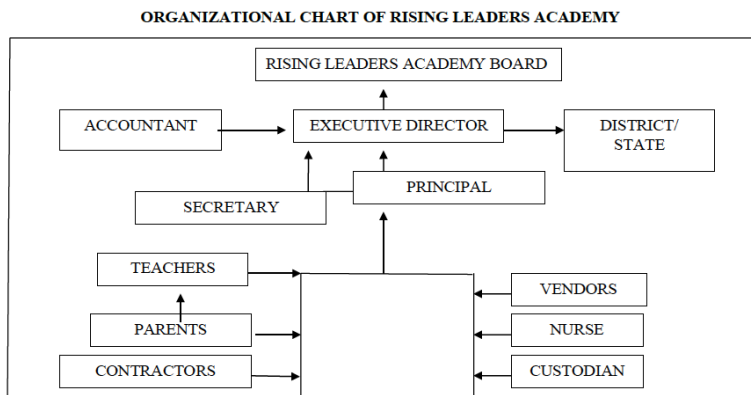 ORGANIZATIONAL CHART OF RISING LEADERS ACADEMY
RISING LEADERS ACADEMY BOARD
ACCOUNTANT
EXECUTIVE DIRECTOR
DISTRICT/
STATE
SECRETARY
PRINCIPAL
TEACHERS
VENDORS
PARENTS
NURSE
CONTRACTORS
CUSTODIAN